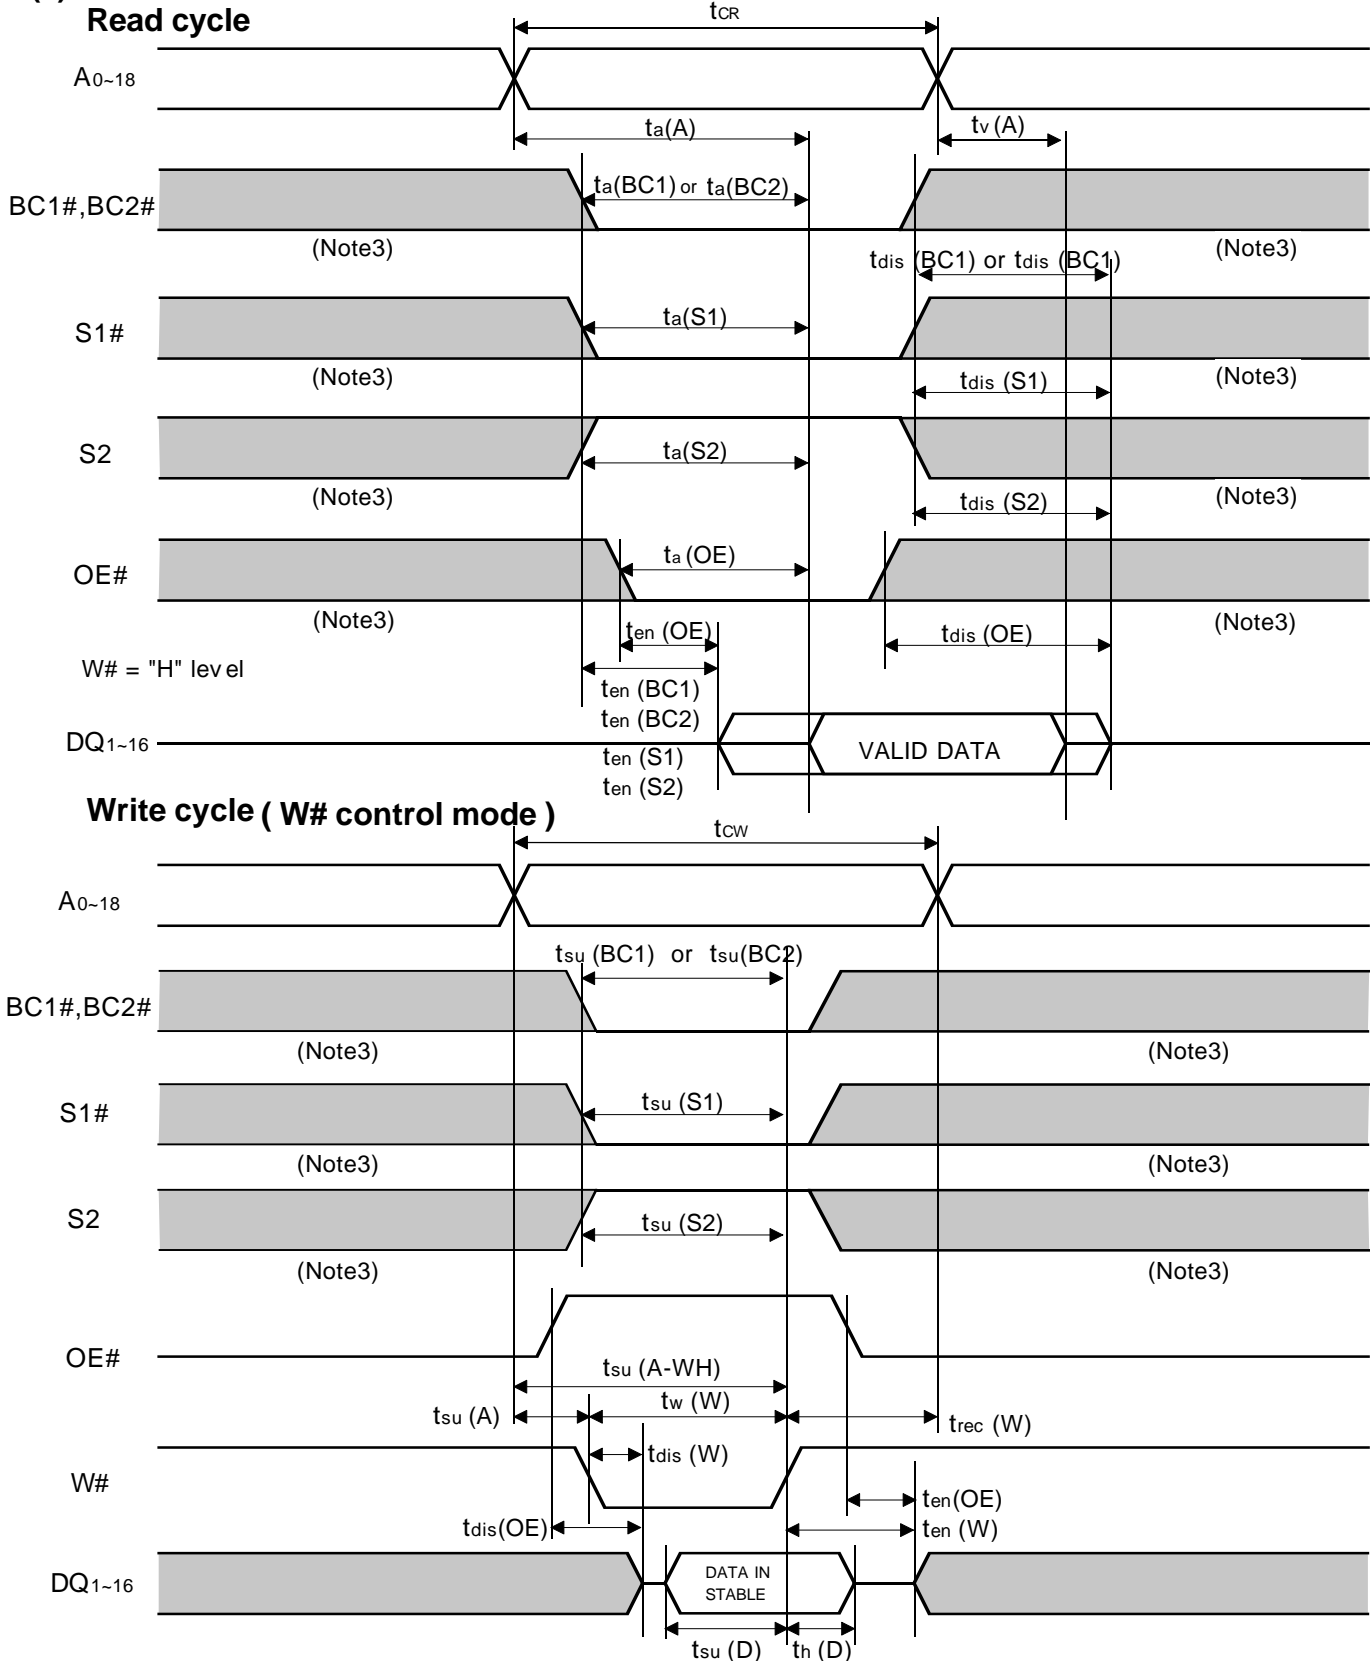 Read cycle
tCR
A0~18
ta(A)
tv (A)
BC1#,BC2#
ta(BC1) or ta(BC2)
(Note3)
(Note3)
tdis (BC1) or tdis (BC1)
S1#
ta(S1)
(Note3)
(Note3)
tdis (S1)
S2
ta(S2)
(Note3)
(Note3)
tdis (S2)
OE#
ta (OE)
(Note3)
(Note3)
ten (OE)
tdis (OE)
W# = "H" level
ten (BC1)
ten (BC2)
DQ1~16
VALID DATA
ten (S1)
ten (S2)
Write cycle ( W# control mode )
tCW
A0~18
tsu (BC1) or tsu(BC2)
BC1#,BC2#
(Note3)
(Note3)
S1#
tsu (S1)
(Note3)
(Note3)
S2
tsu (S2)
(Note3)
(Note3)
OE#
tsu (A-WH)
tsu (A)
tw (W)
trec (W)
tdis (W)
W#
ten(OE)
tdis(OE)
ten (W)
DQ1~16
DATA IN
STABLE
tsu (D)
th (D)